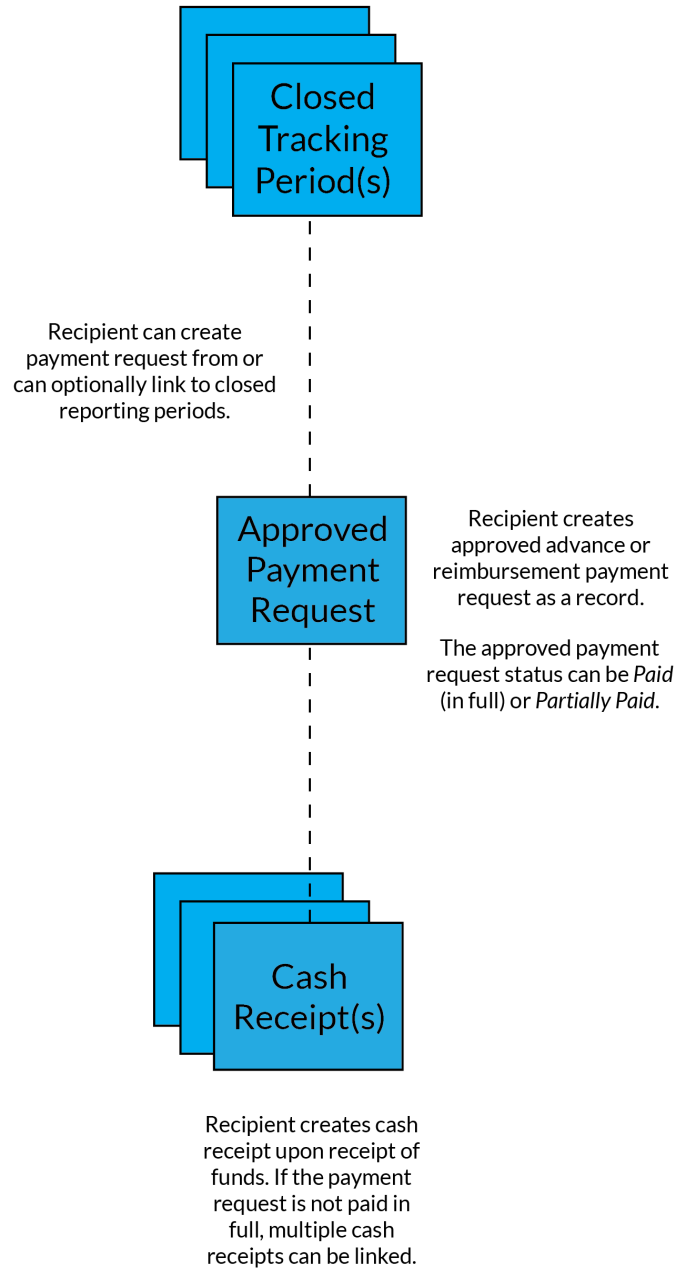 Closed
Tracking
Period(s)
Recipient can create
payment request from or
can optionally link to closed
reporting periods.
Approved
Payment
Request
Recipient creates
approved advance or
reimbursement payment
request as a record.
The approved payment
request status can be Paid
(in full) or Partially Paid.
Cash
Receipt(s)
Recipient creates cash
receipt upon receipt of
funds. If the payment
request is not paid in
full, multiple cash
receipts can be linked.